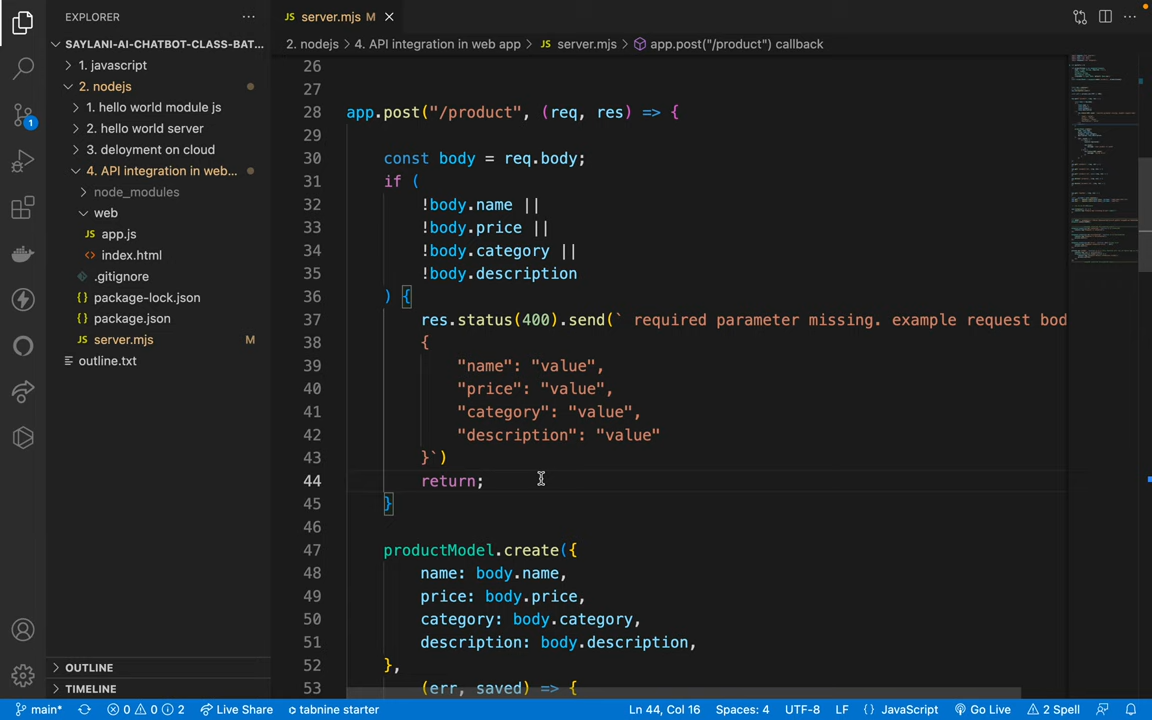 EXPLORER
SAYLANI-AI-CHATBOT-CLASS-BAT...
1. javascript
2. nodejs
1. hello world module js
2. hello world server
3. deloyment on cloud
4. API integration in web...
node_modules
web
JS app.js
<> index.html
.gitignore
{} package-lock.json
{} package.json
JS server.mjs M
outline.txt
OUTLINE
TIMELINE
1
JS server.mjs M
2. nodejs > 4. API integration in web app > JS server.mjs > app.post("/product") callback
26
27
28 app.post("/product", (req, res) => {
29
30 const body = req.body;
31 if (
32 !body.name ||
33 !body.price ||
34 !body.category ||
35 !body.description
36 ) {
37 res.status(400).send(` required parameter missing. example request bod
38 {
39 "name": "value",
40 "price": "value",
41 "category": "value",
42 "description": "value"
43 }`)
44 return;
45 }
46
47 productModel.create({
48 name: body.name,
49 price: body.price,
50 category: body.category,
51 description: body.description,
52 },
53 (err, saved) => {
main* 0 0 2 Live Share tabnine starter Ln 44, Col 16 Spaces: 4 UTF-8 LF {} JavaScript Go Live 2 Spell